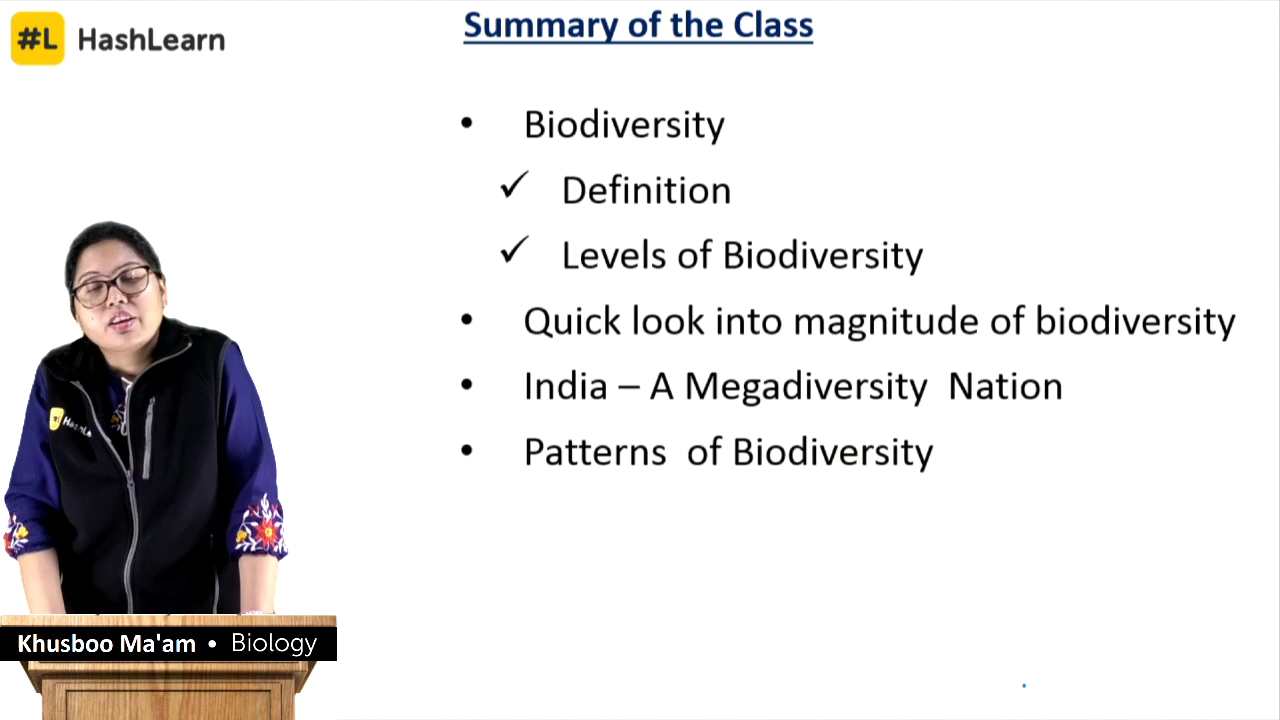 #L HashLearn
Summary of the Class
• Biodiversity
✓ Definition
✓ Levels of Biodiversity
• Quick look into magnitude of biodiversity
• India – A Megadiversity Nation
• Patterns of Biodiversity
Khusboo Ma'am • Biology